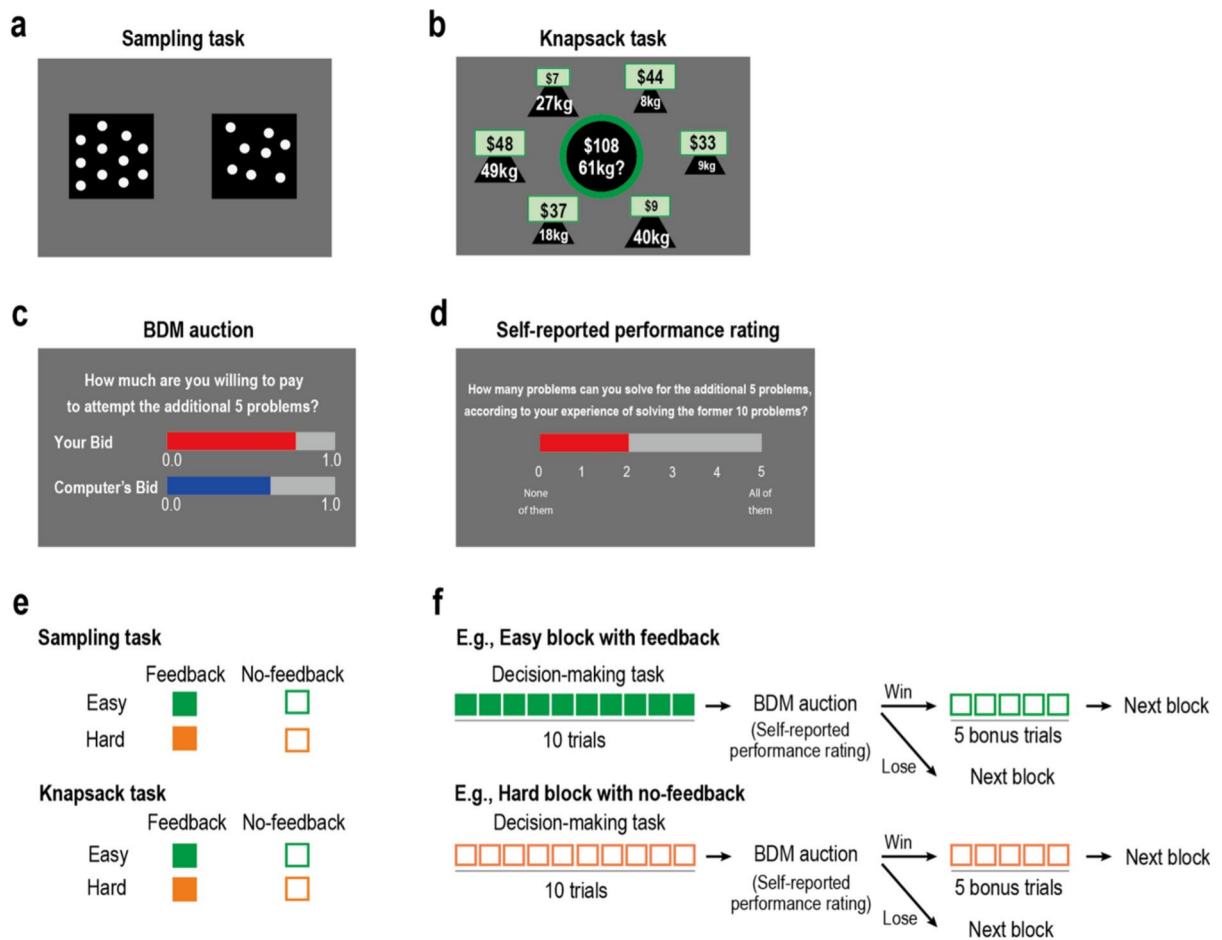 a
Sampling task
b
Knapsack task
$7
27kg
$44
8kg
$48
49kg
$108
61kg?
$33
9kg
$37
18kg
$9
40kg
c
BDM auction
How much are you willing to pay
to attempt the additional 5 problems?
Your Bid
0.0 1.0
Computer's Bid
0.0 1.0
d
Self-reported performance rating
How many problems can you solve for the additional 5 problems,
according to your experience of solving the former 10 problems?
0 1 2 3 4 5
None
of them
All of
them
e
Sampling task
Feedback No-feedback
Easy
Hard
Knapsack task
Feedback No-feedback
Easy
Hard
f
E.g., Easy block with feedback
Decision-making task
10 trials
BDM auction
(Self-reported
performance rating)
Win
Lose
5 bonus trials
Next block
Next block
E.g., Hard block with no-feedback
Decision-making task
10 trials
BDM auction
(Self-reported
performance rating)
Win
Lose
5 bonus trials
Next block
Next block